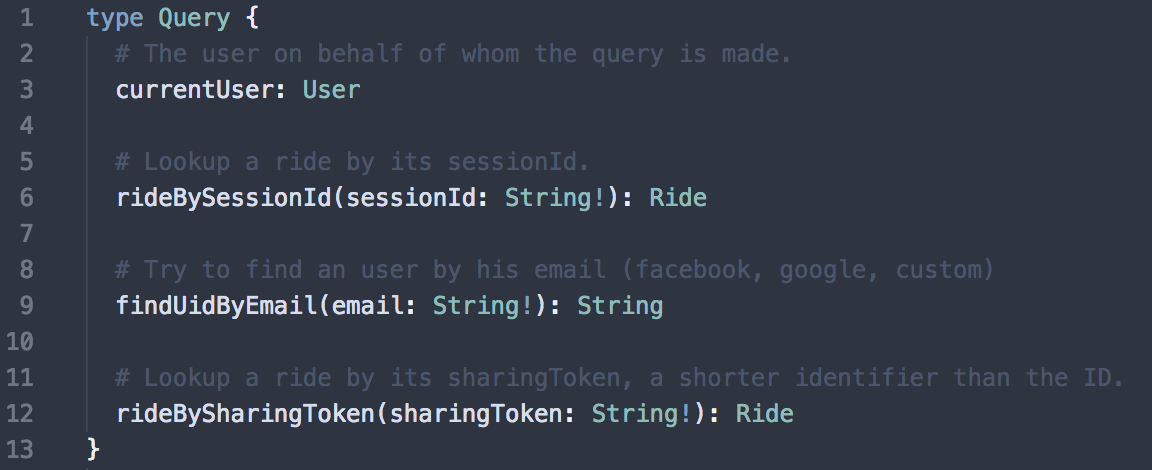 1 type Query {
2 # The user on behalf of whom the query is made.
3 currentUser: User
4
5 # Lookup a ride by its sessionId.
6 rideBySessionId(sessionId: String!): Ride
7
8 # Try to find an user by his email (facebook, google, custom)
9 findUidByEmail(email: String!): String
10
11 # Lookup a ride by its sharingToken, a shorter identifier than the ID.
12 rideBySharingToken(sharingToken: String!): Ride
13 }